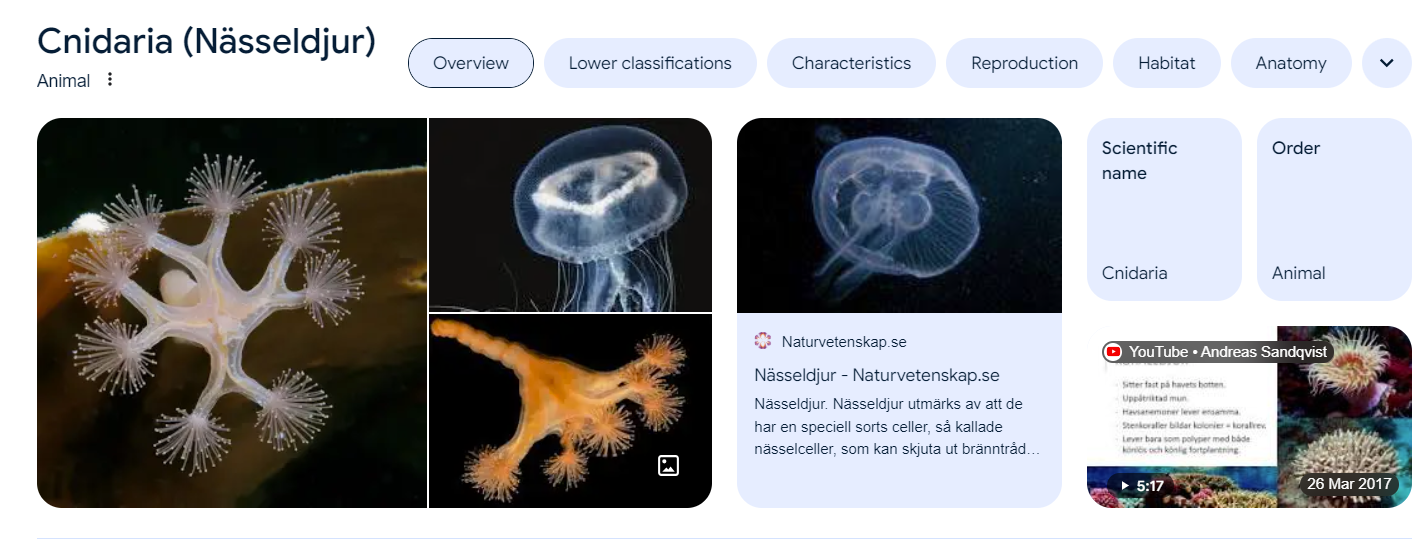 Cnidaria (Nässeldjur)
Animal
Overview
Lower classifications
Characteristics
Reproduction
Habitat
Anatomy
Naturvetenskap.se
Nässeldjur - Naturvetenskap.se
Nässeldjur. Nässeldjur utmärks av att de
har en speciell sorts celler, så kallade
nässelceller, som kan skjuta ut bränntråd...
Scientific
name
Cnidaria
Order
Animal
YouTube • Andreas Sandqvist
Sitter fast på havets botten.
Uppåtriktad mun.
Havsanemoner lever ensamma.
Stenkoraller bildar kolonier = korallrev.
Lever bara som polyper med både
könlös och könlig fortplantning.
5:17
26 Mar 2017